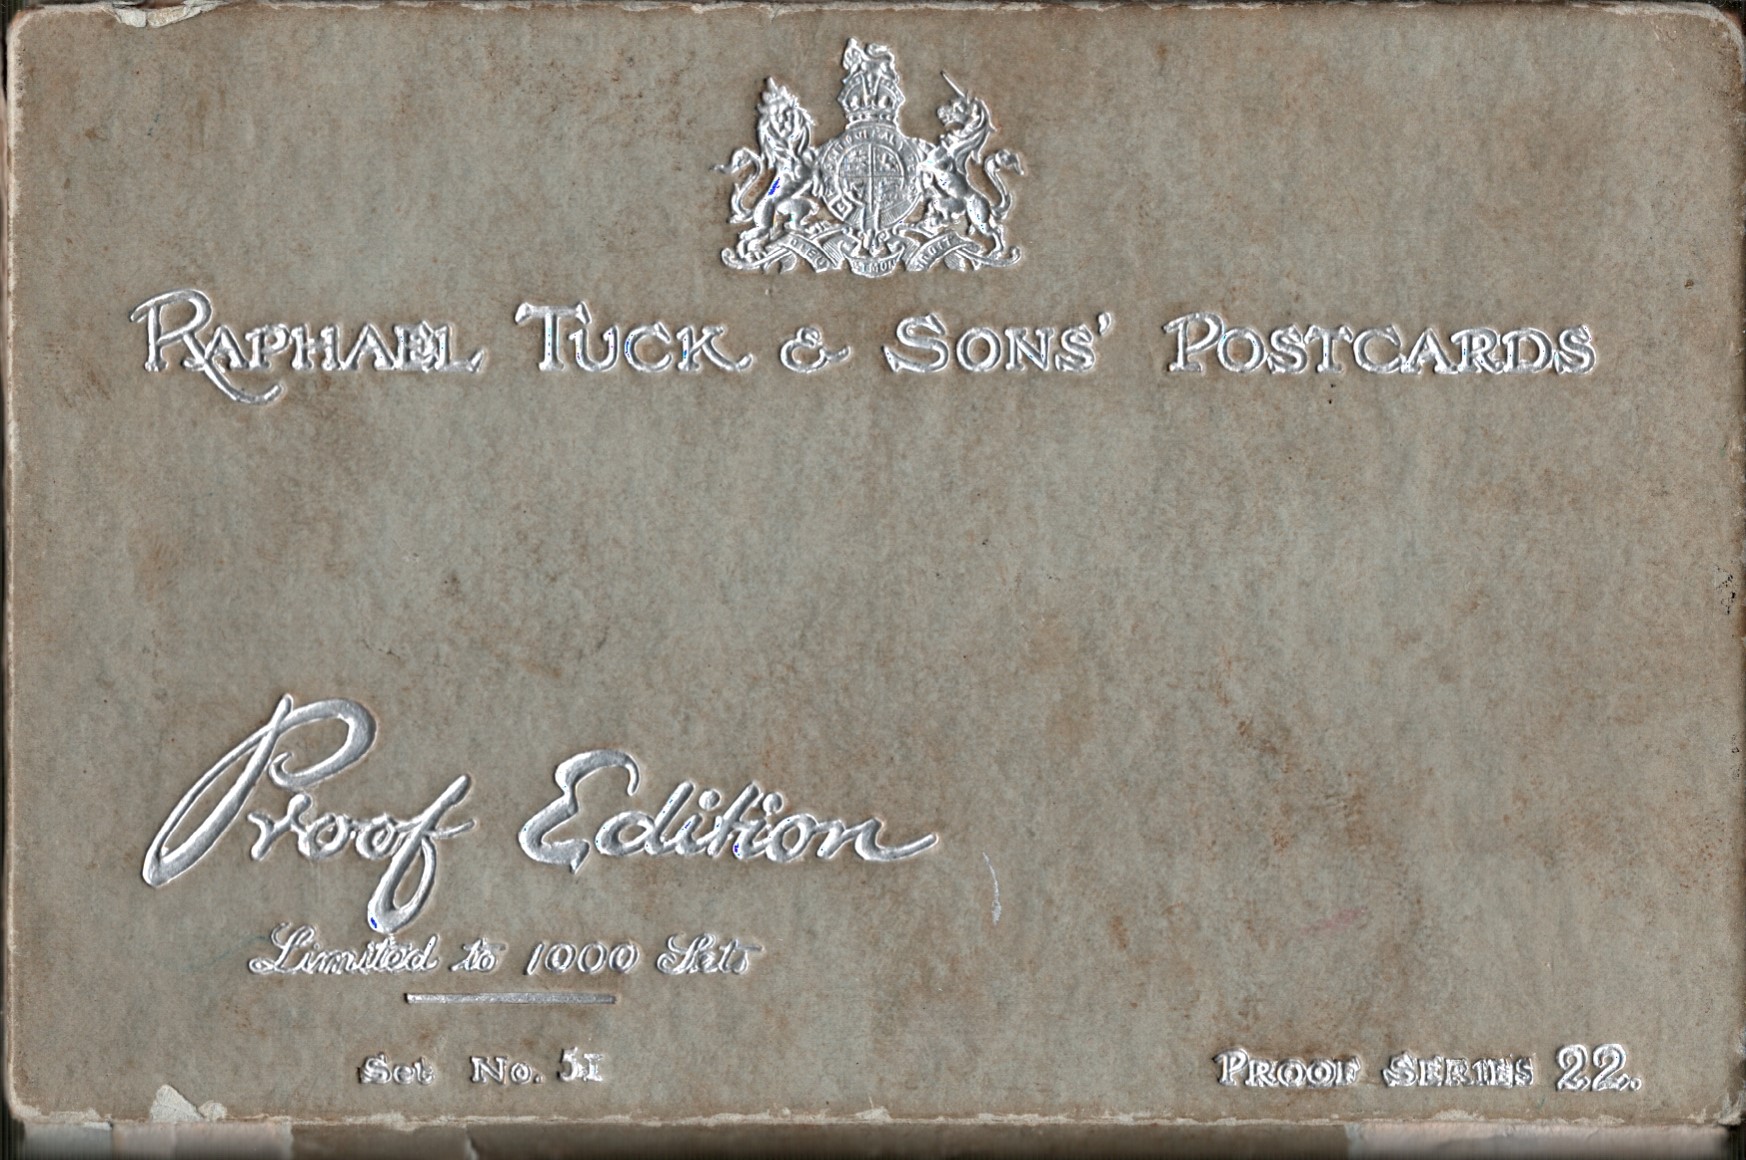 RAPHAEL TUCK & SONS' POSTCARDS
Proof Edition
Limited to 1000 Sets
Set No. 51
PROOF SERIES 22.